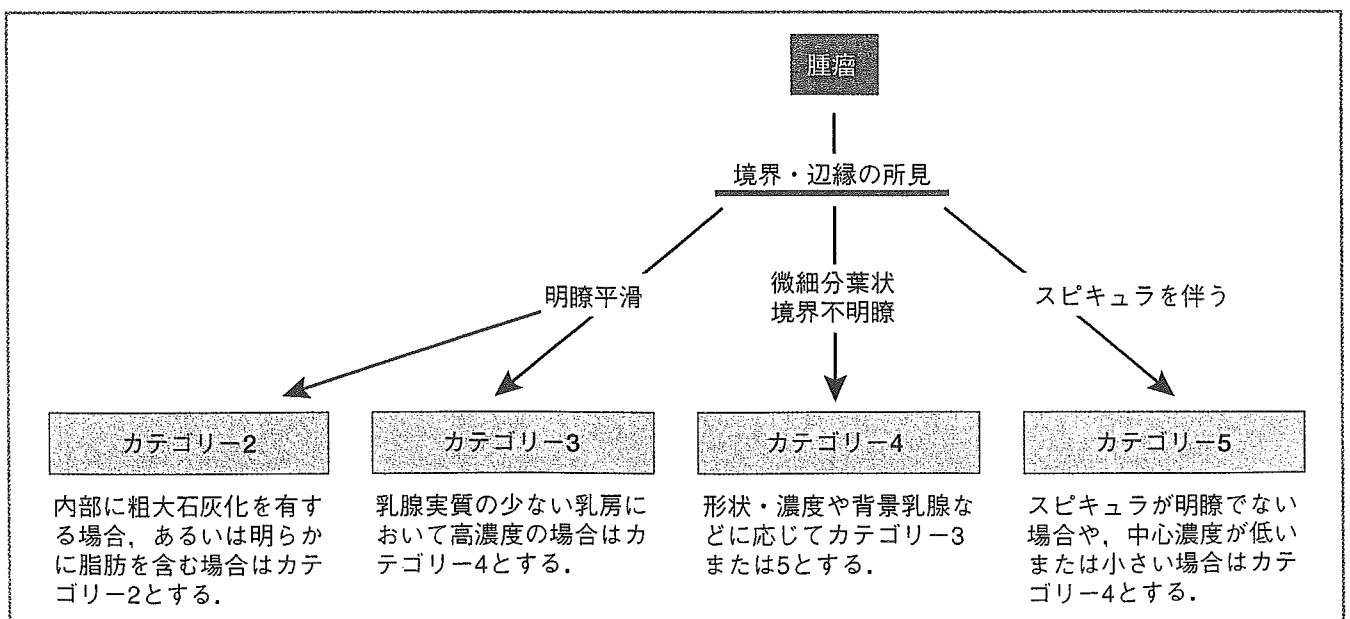 腫瘤
境界・辺縁の所見
明瞭平滑
微細分葉状
境界不明瞭
スピキュラを伴う
カテゴリー2
カテゴリー3
カテゴリー4
カテゴリー5
内部に粗大石灰化を有す
る場合，あるいは明らか
に脂肪を含む場合はカテ
ゴリー2とする．
乳腺実質の少ない乳房に
おいて高濃度の場合はカ
テゴリー4とする．
形状・濃度や背景乳腺な
どに応じてカテゴリー3
または5とする．
スピキュラが明瞭でない
場合や，中心濃度が低い
または小さい場合はカテ
ゴリー4とする．